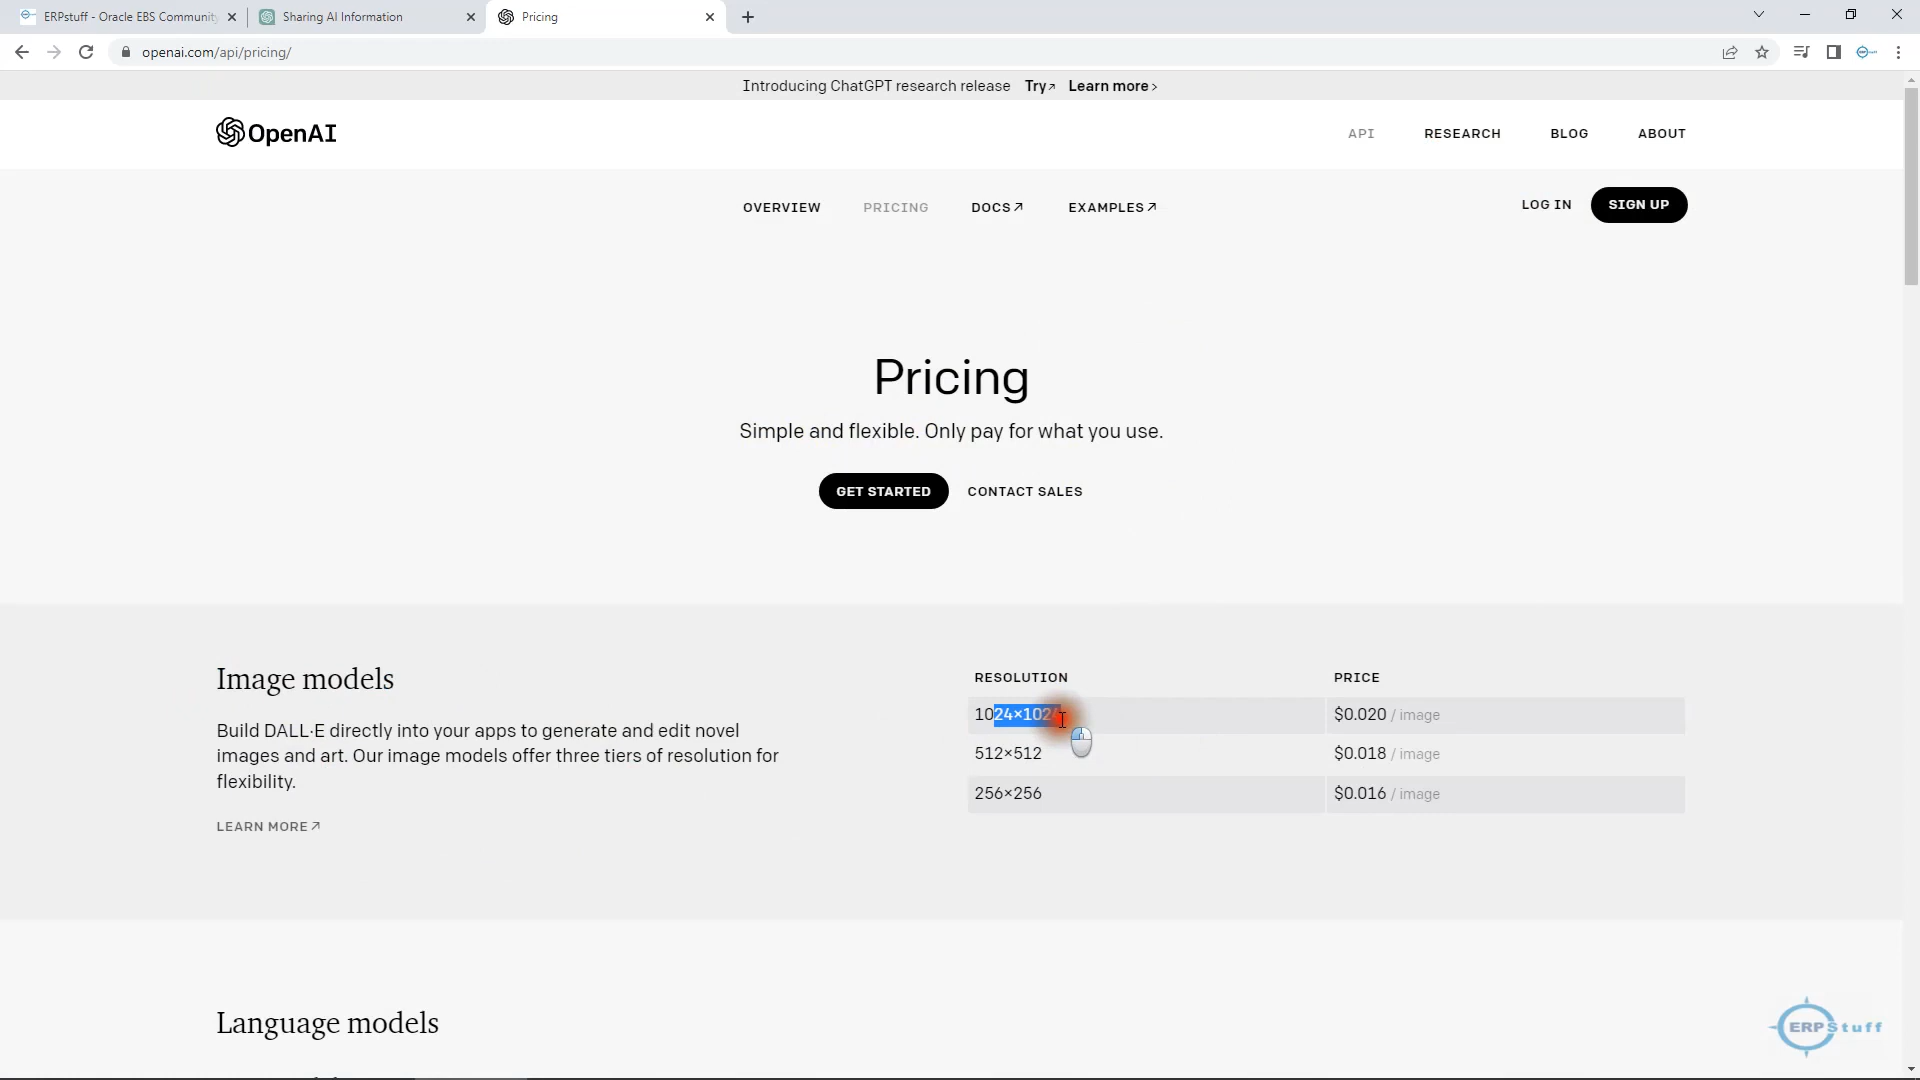 ERPstuff - Oracle EBS Community
Sharing AI Information
Pricing
openai.com/api/pricing/
Introducing ChatGPT research release Try↗ Learn more >
OpenAI
API RESEARCH BLOG ABOUT
OVERVIEW PRICING DOCS↗ EXAMPLES↗
LOG IN SIGN UP
Pricing
Simple and flexible. Only pay for what you use.
GET STARTED CONTACT SALES
Image models
Build DALL·E directly into your apps to generate and edit novel
images and art. Our image models offer three tiers of resolution for
flexibility.
LEARN MORE↗
RESOLUTION PRICE
1024×1024 $0.020 / image
512×512 $0.018 / image
256×256 $0.016 / image
Language models
ERPStuff